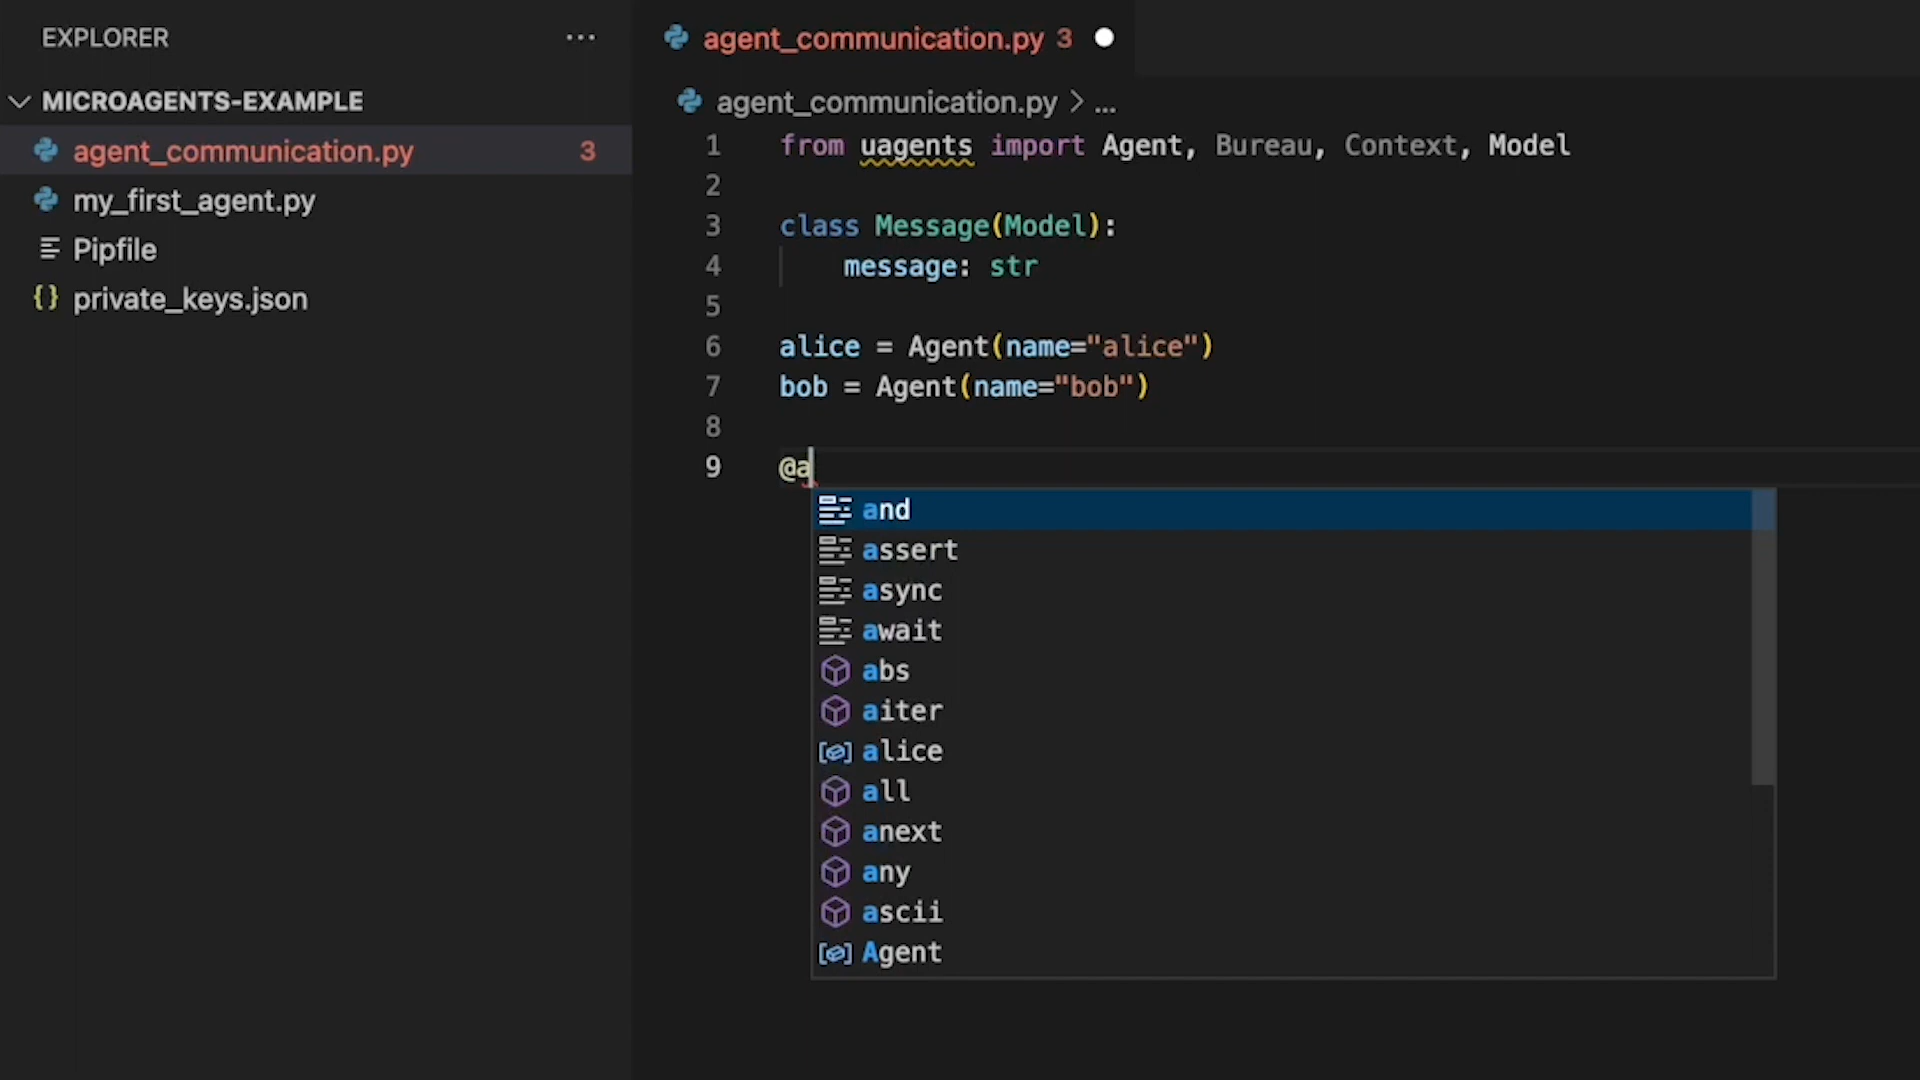 EXPLORER ...
MICROAGENTS-EXAMPLE
agent_communication.py 3
my_first_agent.py
Pipfile
{} private_keys.json
agent_communication.py 3
agent_communication.py > ...
1 from uagents import Agent, Bureau, Context, Model
2
3 class Message(Model):
4 message: str
5
6 alice = Agent(name="alice")
7 bob = Agent(name="bob")
8
9 @a
and
assert
async
await
abs
aiter
alice
all
anext
any
ascii
Agent